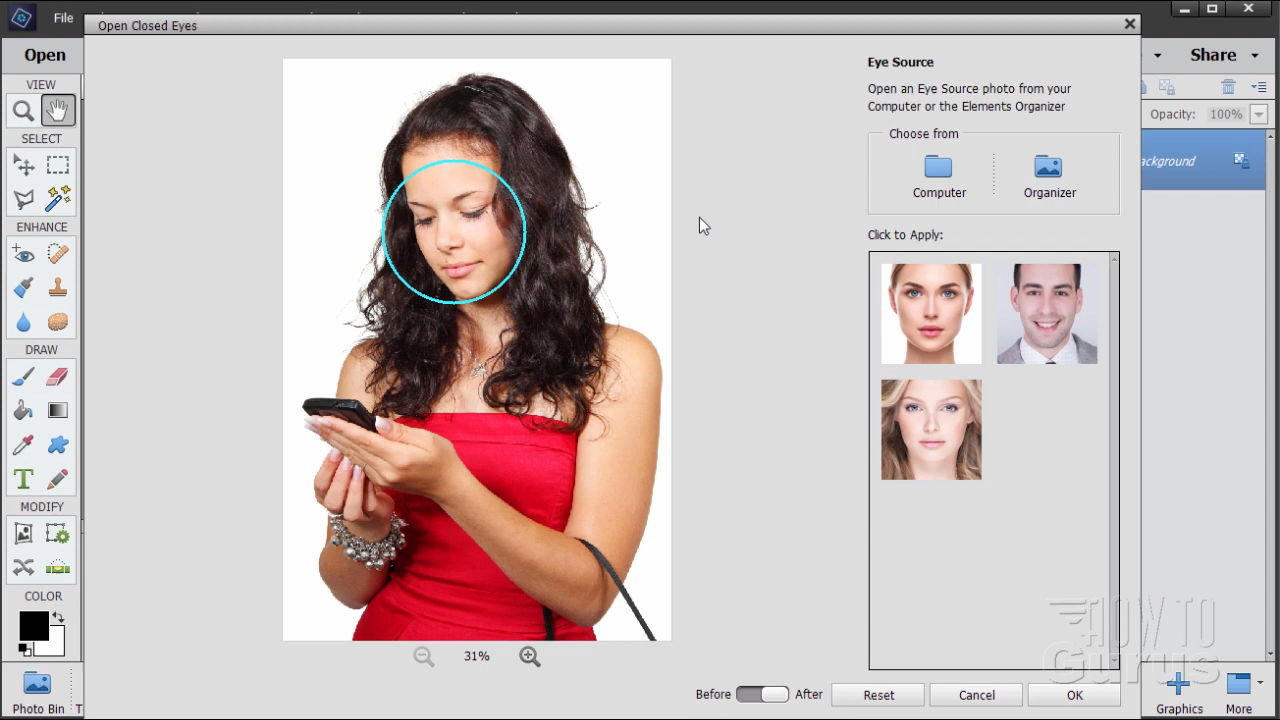 File
Open Closed Eyes
Open
Share
VIEW
Eye Source
Open an Eye Source photo from your
Computer or the Elements Organizer
Opacity: 100%
SELECT
Choose from
ackground
Computer
Organizer
ENHANCE
Click to Apply:
DRAW
MODIFY
COLOR
31%
HOW TO
Gurus
Before
After
Reset
Cancel
OK
Photo Bin
T
Graphics
More